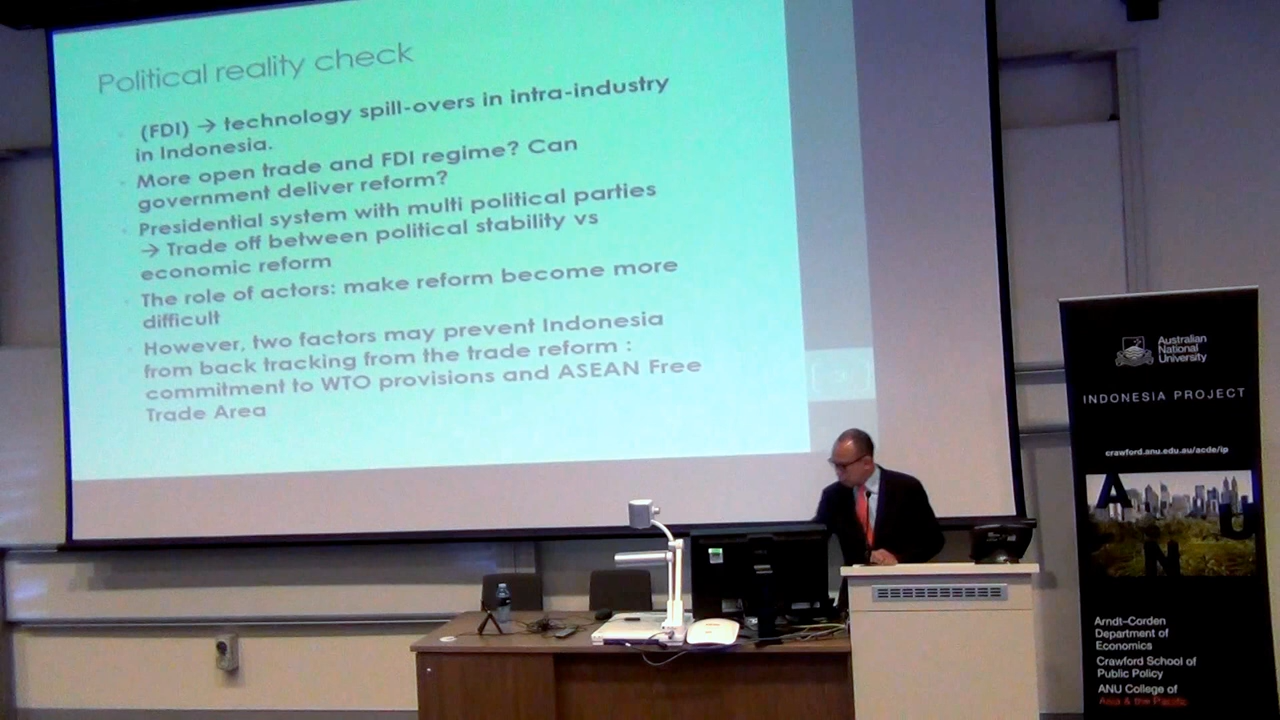 Political reality check
(FDI) → technology spill-overs in intra-industry
in Indonesia.
More open trade and FDI regime? Can
government deliver reform?
Presidential system with multi political parties
→ Trade off between political stability vs
economic reform
The role of actors: make reform become more
difficult
However, two factors may prevent Indonesia
from back tracking from the trade reform :
commitment to WTO provisions and ASEAN Free
Trade Area
Australian
National
University
INDONESIA PROJECT
crawford.anu.edu.au/acde/ip
A
N
U
Arndt–Corden
Department of
Economics
Crawford School of
Public Policy
ANU College of
Asia & the Pacific